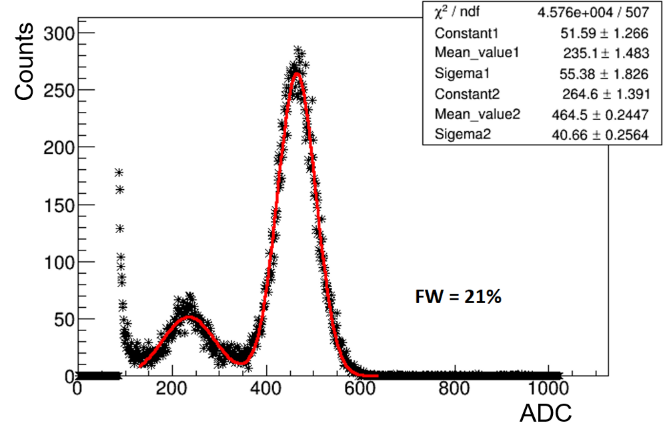 χ² / ndf 4.576e+004 / 507
Constant1 51.59 ± 1.266
Mean_value1 235.1 ± 1.483
Sigema1 55.38 ± 1.826
Constant2 264.6 ± 1.391
Mean_value2 464.5 ± 0.2447
Sigema2 40.66 ± 0.2564
Counts
300
250
200
150
100
50
0
FW = 21%
0 200 400 600 800 1000
ADC